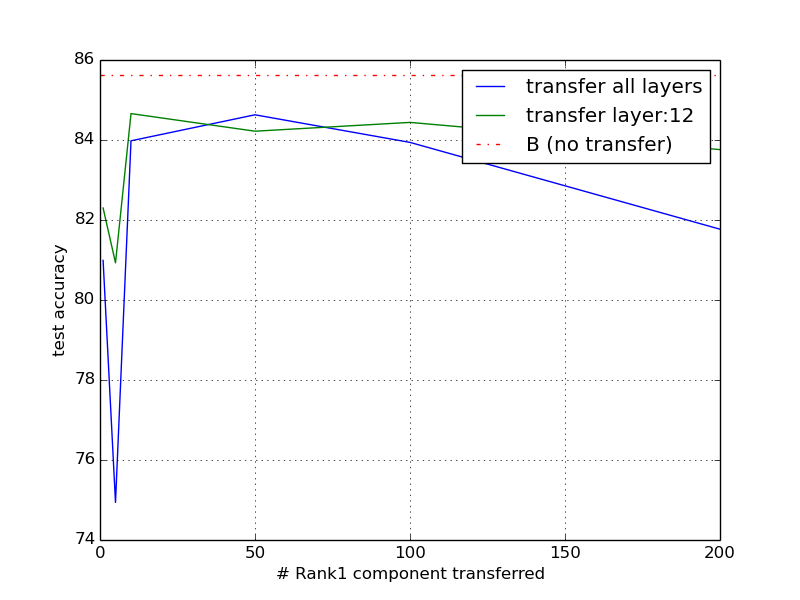 86
84
82
80
78
76
74
0
50
100
150
200
test accuracy
# Rank1 component transferred
transfer all layers
transfer layer:12
B (no transfer)